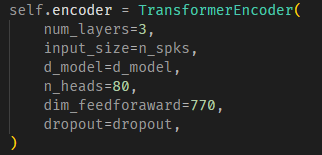 self.encoder = TransformerEncoder(
    num_layers=3,
    input_size=n_spks,
    d_model=d_model,
    n_heads=80,
    dim_feedforaward=770,
    dropout=dropout,
)